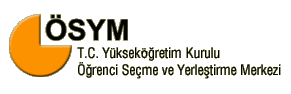 ÖSYM
T.C. Yükseköğretim Kurulu
Öğrenci Seçme ve Yerleştirme Merkezi